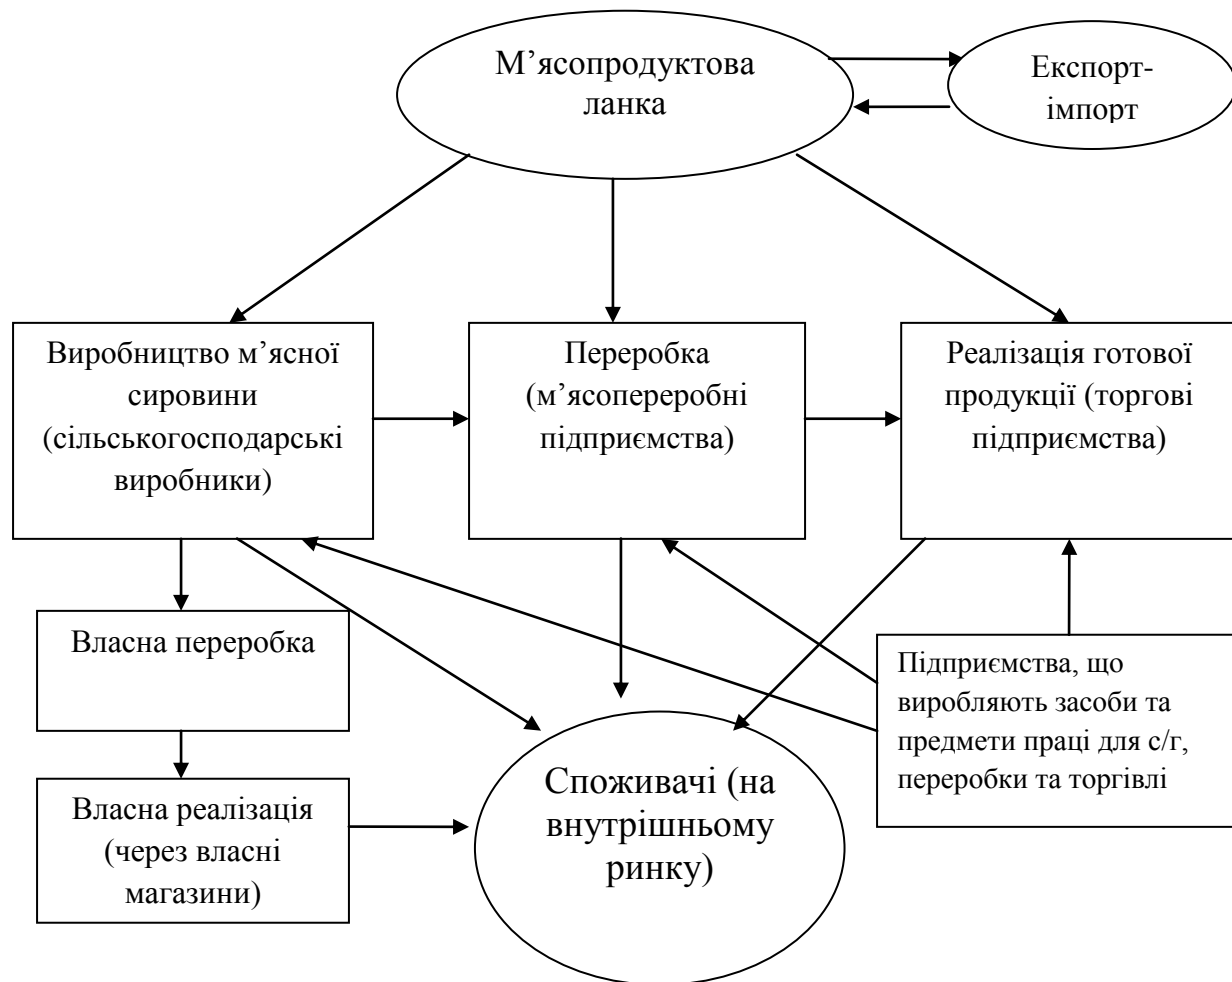 М’ясопродуктова
ланка
Експорт-
імпорт
Виробництво м’ясної
сировини
(сільськогосподарські
виробники)
Переробка
(м’ясопереробні
підприємства)
Реалізація готової
продукції (торгові
підприємства)
Власна переробка
Підприємства, що
виробляють засоби та
предмети праці для с/г,
переробки та торгівлі
Власна реалізація
(через власні
магазини)
Споживачі (на
внутрішньому
ринку)